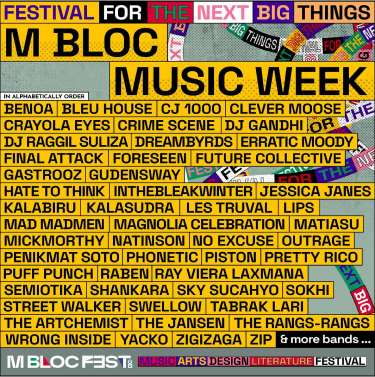 FESTIVAL FOR THE NEXT BIG THINGS
M BLOC
MUSIC WEEK
IN ALPHABETICALLY ORDER
BENOA BLEU HOUSE CJ 1000 CLEVER MOOSE
CRAYOLA EYES CRIME SCENE DJ GANDHI
DJ RAGGIL SULIZA DREAMBYRDS ERRATIC MOODY
FINAL ATTACK FORESEEN FUTURE COLLECTIVE
GASTROOZ GUDENSWAY
HATE TO THINK INTHEBLEAKWINTER JESSICA JANES
KALABIRU KALASUDRA LES TRIVAL LIPS
MAD MADMEN MAGNOLIA CELEBRATION MATIASU
MICKMORTHY NATINSON NO EXCUSE OUTRAGE
PENIKMAT SOTO PHONETIC PISTON PRETTY RICO
PUFF PUNCH RABEN RAY VIERA LAXMANA
SEMIOTIKA SHANKARA SKY SUCAHYO SOKHI
STREET WALKER SWELLOW TABRAK LARI
THE ARTCHEMIST THE JANSEN THE RANGS-RANGS
WRONG INSIDE YACKO ZIGIZAGA ZIP & more bands ...
M BLOC FEST MUSIC ARTS DESIGN LITERATURE FESTIVAL